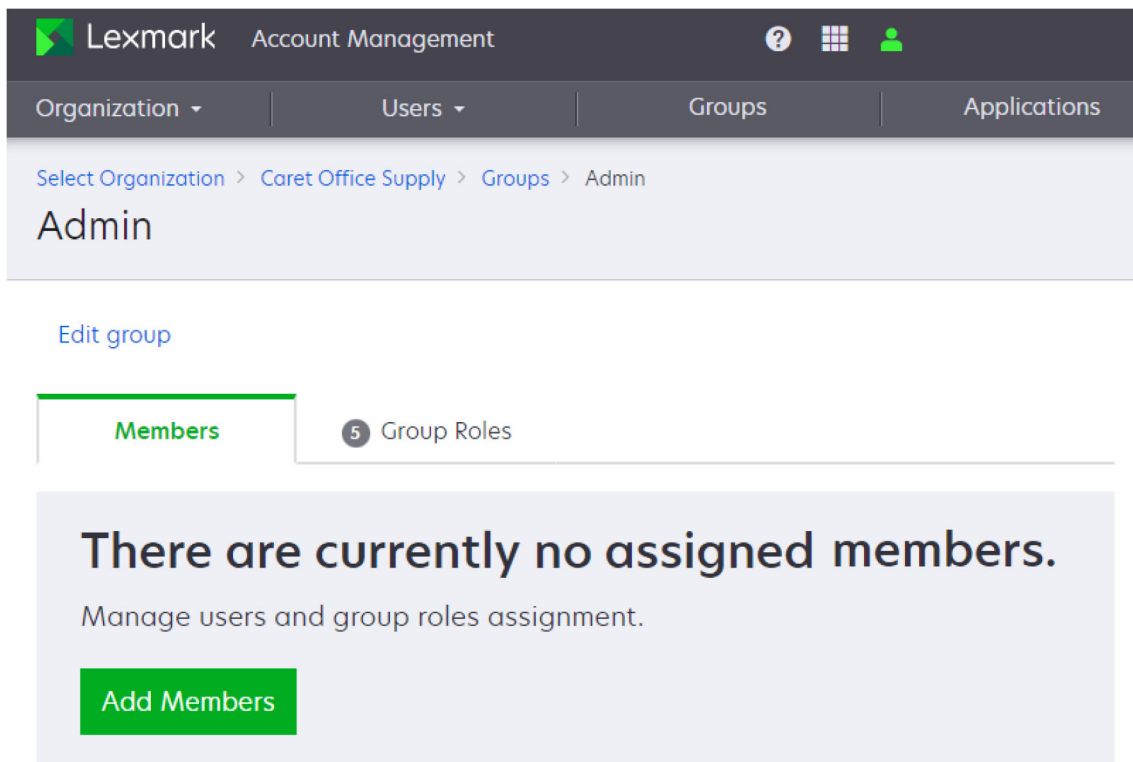 Lexmark Account Management ?
Organization Users Groups Applications
Select Organization > Caret Office Supply > Groups > Admin
Admin
Edit group
Members 5 Group Roles
There are currently no assigned members.
Manage users and group roles assignment.
Add Members